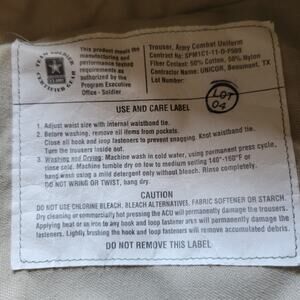 TEAM SOLDIER
CERTIFIED GEAR
This product meets the
manufacturing and
performance testing
required as
authorized by the
Program Executive
Office - Soldier
Trouser, Army Combat Uniform
Contract No: SPM1C1-11-D-F
Fiber Content: 50% Cotton, 50% Nylon
Contractor Name: UNICOR, Beaumont, TX
Lot Number:
LOT
04
USE AND CARE LABEL
1. Adjust waist size with internal waistband tie.
2. Before washing, remove all items from pockets.
Close all hook and loop fasteners to prevent snagging. Knot waistband tie.
Turn the trousers inside out.
3. Washing and Drying: Machine wash in cold water, using permanent press cycle,
rinse cold. Machine tumble dry on low to medium setting 140°-160°F or
hand wash using a mild detergent only without bleach. Rinse completely.
DO NOT WRING OR TWIST, hang dry.
CAUTION
DO NOT USE CHLORINE BLEACH, BLEACH ALTERNATIVES, FABRIC SOFTENER OR STARCH.
Dry cleaning or commercially hot pressing the ACU will permanently damage the trousers.
Applying heat or an iron to any hook and loop fastener area will permanently damage the
fasteners. Lightly brushing the hook and loop fasteners will remove accumulated debris.
DO NOT REMOVE THIS LABEL